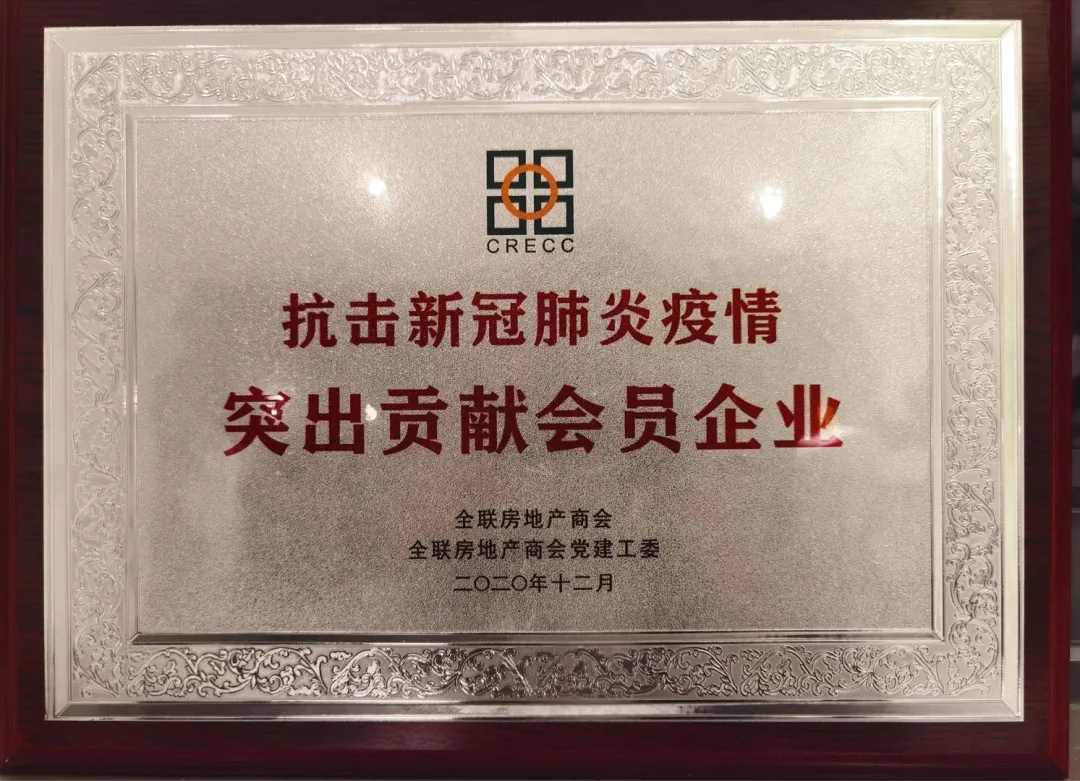 CRECC
抗击新冠肺炎疫情
突出贡献会员企业
全联房地产商会
全联房地产商会党建工委
二〇二〇年十二月